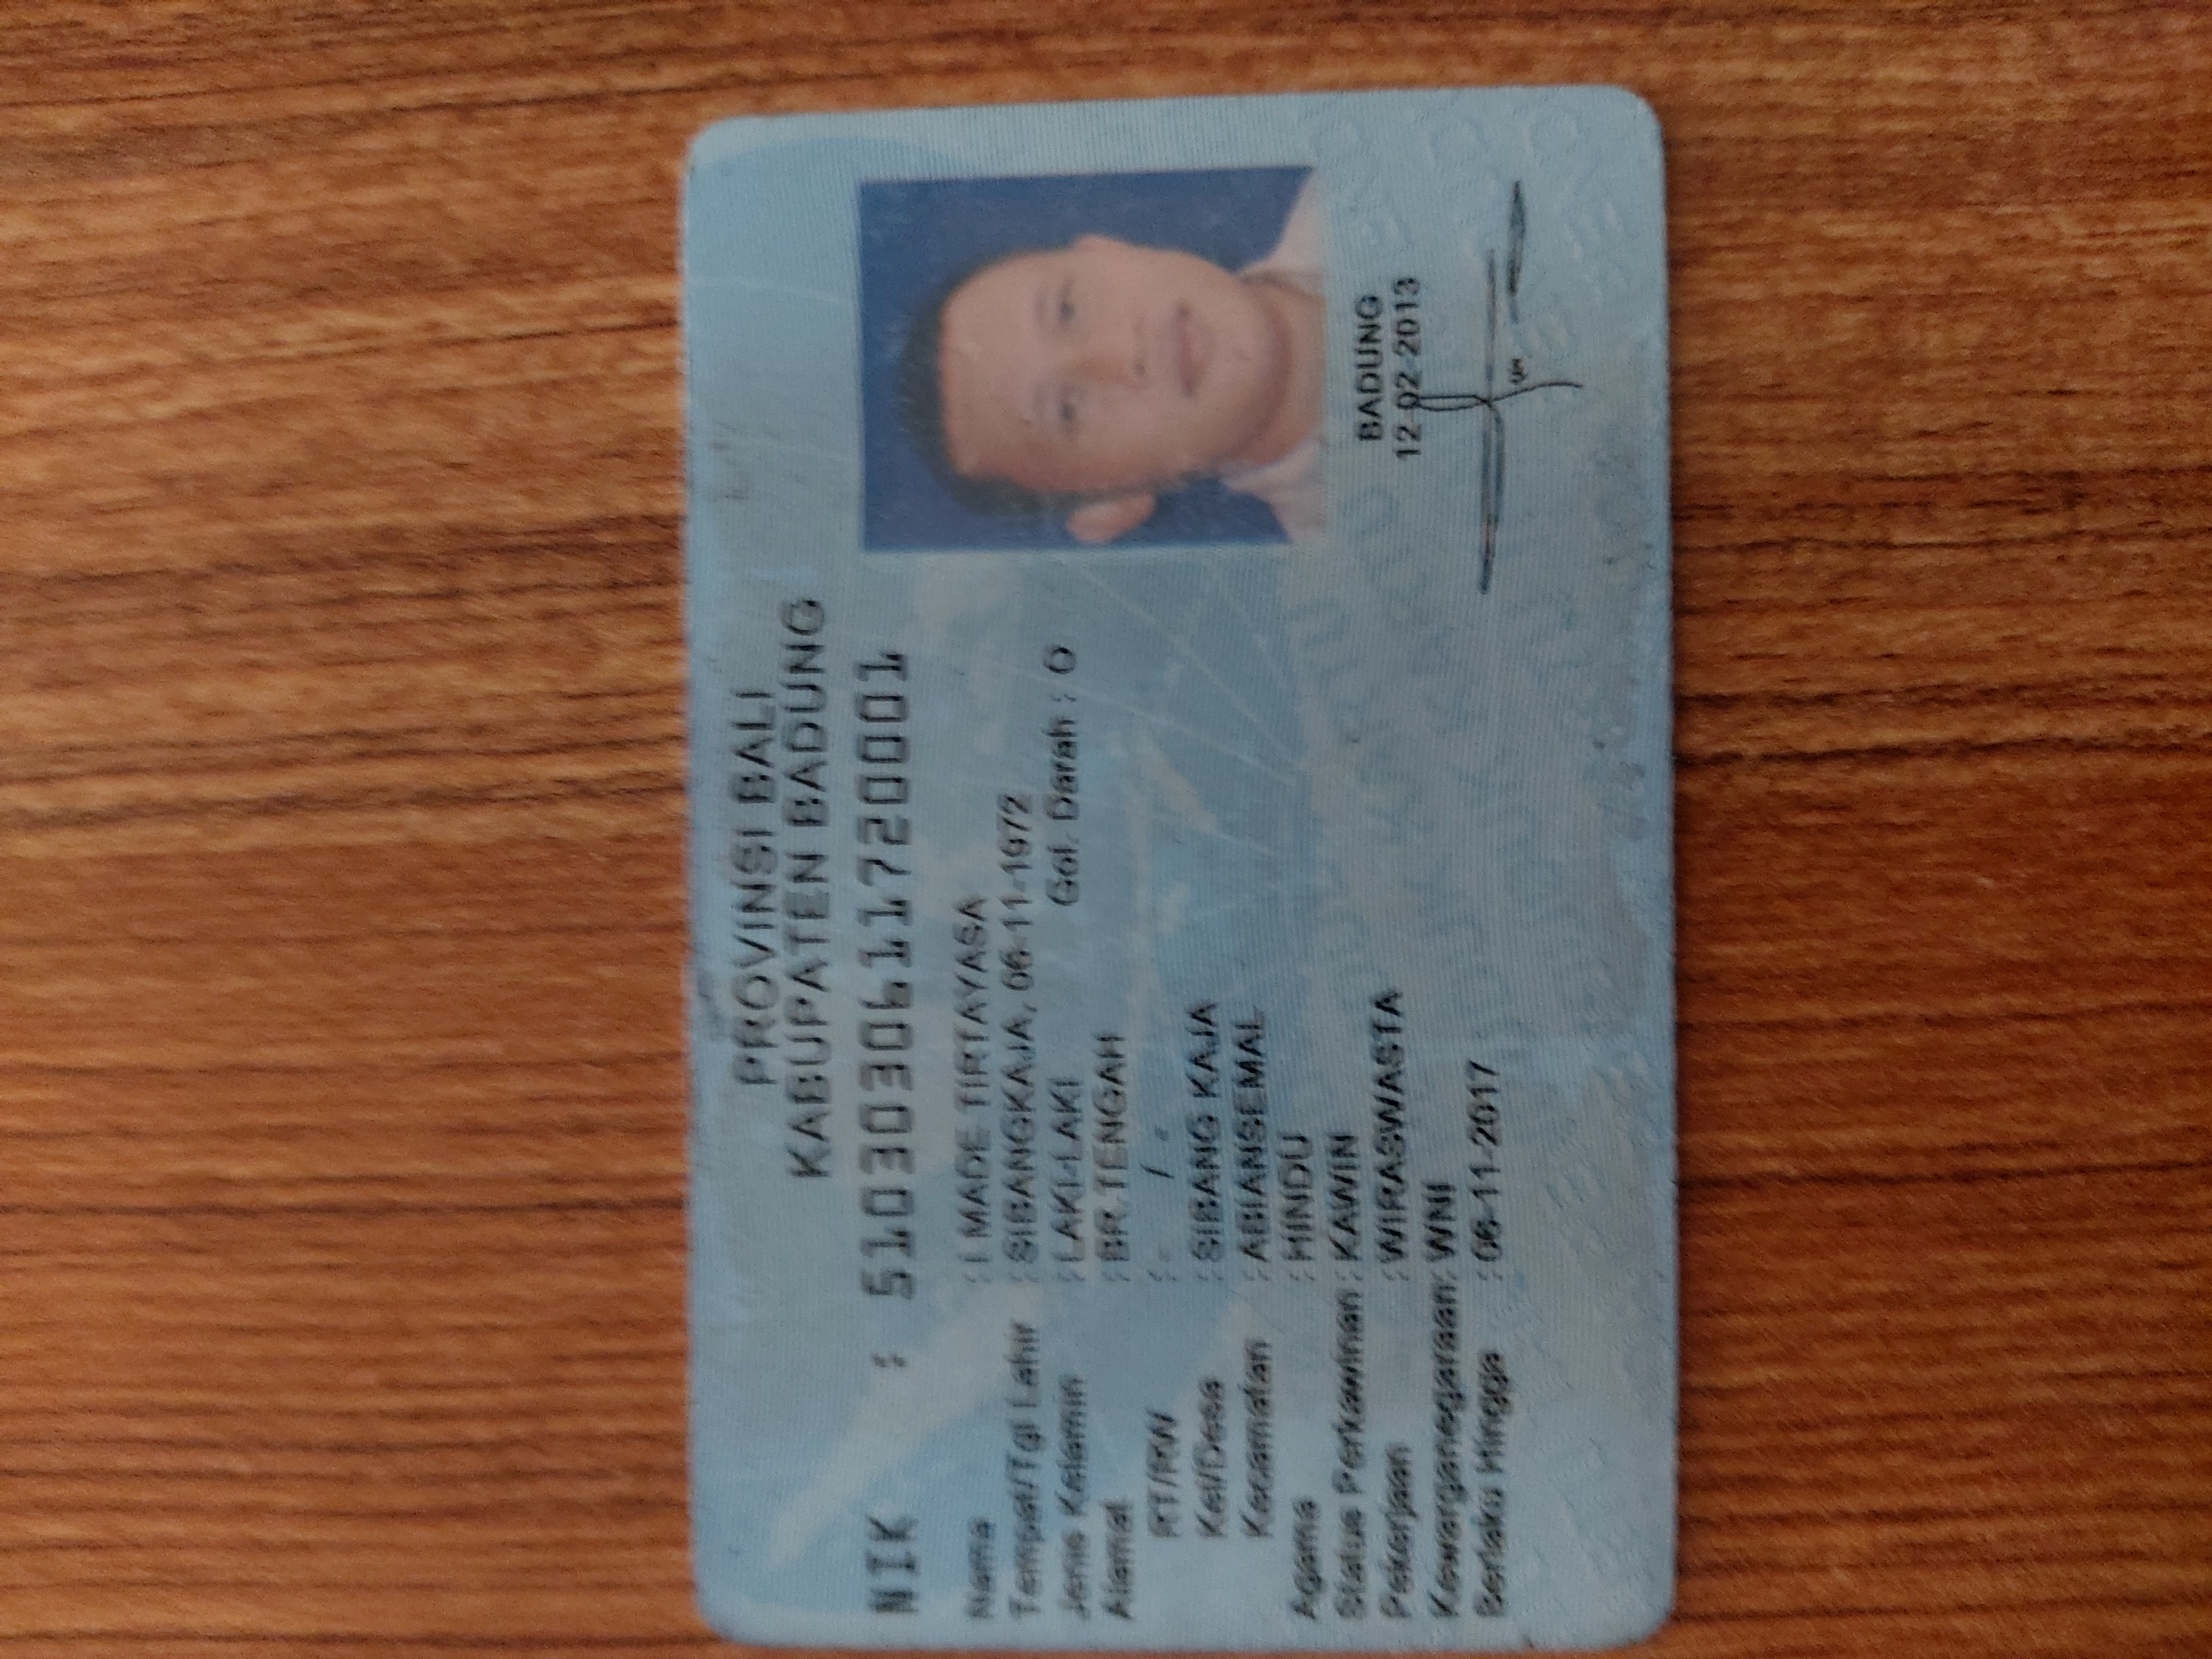 PROVINSI BALI
KABUPATEN BADUNG
NIK : 5103030611720001
Nama : I MADE TIRTAYASA
Tempat/Tgl Lahir : SIBANGKAJA, 06-11-1972
Jenis Kelamin : LAKI-LAKI Gol. Darah : O
Alamat : BR.TENGAH
RT/RW : - / -
Kel/Desa : SIBANG KAJA
Kecamatan : ABIANSEMAL
Agama : HINDU
Status Perkawinan : KAWIN
Pekerjaan : WIRASWASTA
Kewarganegaraan : WNI
Berlaku Hingga : 06-11-2017
BADUNG
12-02-2013